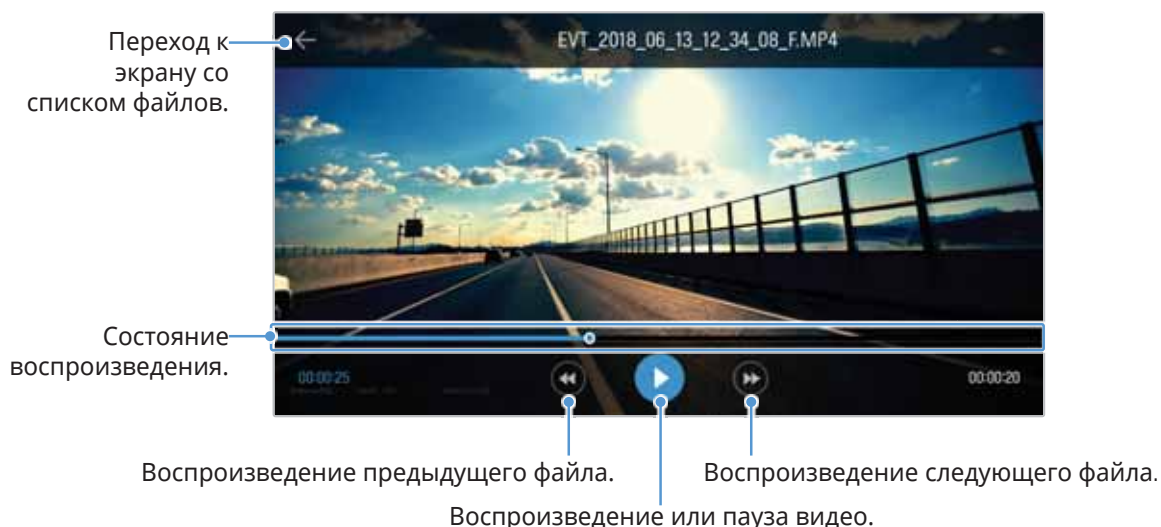 Переход к
экрану со
списком файлов.
EVT_2018_06_13_12_34_08_F.MP4
Состояние
воспроизведения.
00:00:25
00:00:20
Воспроизведение предыдущего файла.
Воспроизведение следующего файла.
Воспроизведение или пауза видео.